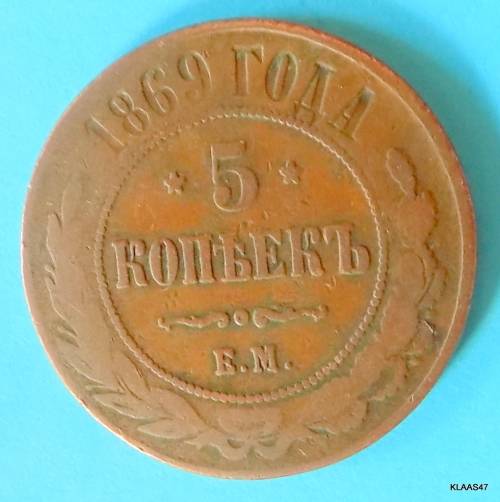 1869 ГОДА
* 5 *
КОПѢЕКЪ
Е.М.
KLAAS47